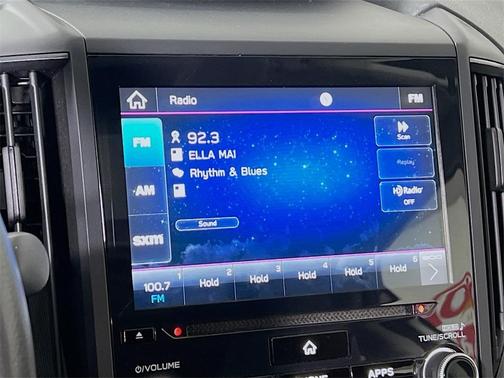 Radio FM
FM 92.3 Scan
ELLA MAI
Rhythm & Blues Replay
AM HD Radio
OFF
SXM Sound
1 2 3 4 5 6
100.7 Hold Hold Hold Hold Hold
FM
VOLUME TUNE/SCROLL
APPS